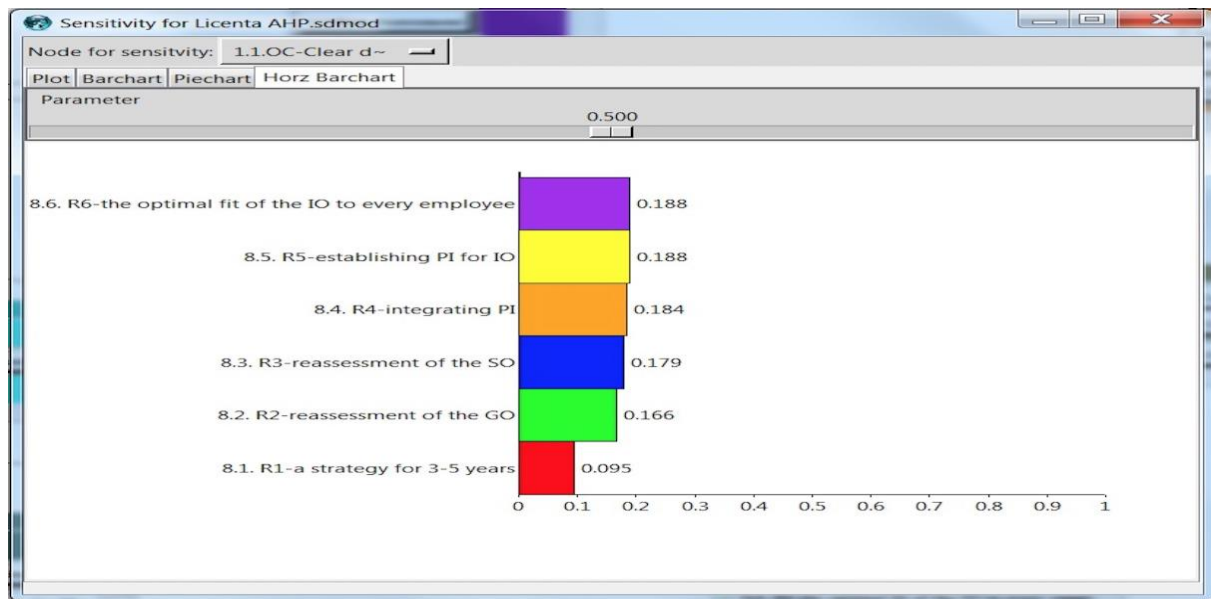 Sensitivity for Licenta AHP.sdmod
Node for sensitvity: 1.1.OC-Clear d~
Plot Barchart Piechart Horz Barchart
Parameter
0.500
8.6. R6-the optimal fit of the IO to every employee 0.188
8.5. R5-establishing PI for IO 0.188
8.4. R4-integrating PI 0.184
8.3. R3-reassessment of the SO 0.179
8.2. R2-reassessment of the GO 0.166
8.1. R1-a strategy for 3-5 years 0.095
0 0.1 0.2 0.3 0.4 0.5 0.6 0.7 0.8 0.9 1